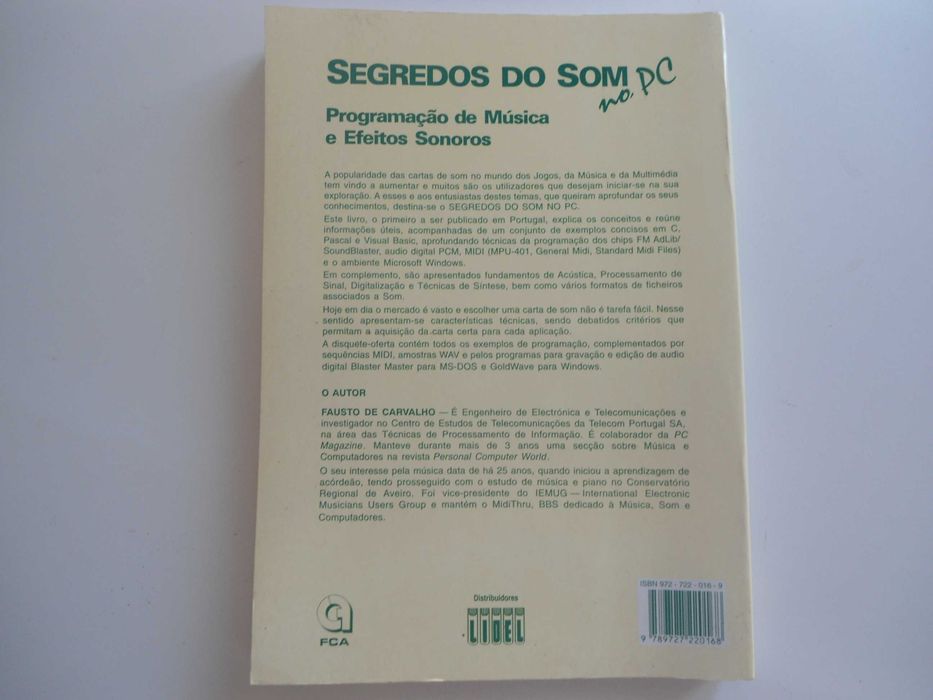 SEGREDOS DO SOM no PC
Programação de Música
e Efeitos Sonoros
A popularidade das cartas de som no mundo dos Jogos, da Música e da Multimédia
tem vindo a aumentar e muitos são os utilizadores que desejam iniciar-se na sua
exploração. A esses e aos entusiastas destes temas, que queiram aprofundar os seus
conhecimentos, destina-se o SEGREDOS DO SOM NO PC.
Este livro, o primeiro a ser publicado em Portugal, explica os conceitos e reúne
informações úteis, acompanhadas de um conjunto de exemplos concisos em C,
Pascal e Visual Basic, aprofundando técnicas da programação dos chips FM AdLib/
SoundBlaster, audio digital PCM, MIDI (MPU-401, General Midi, Standard Midi Files)
e o ambiente Microsoft Windows.
Em complemento, são apresentados fundamentos de Acústica, Processamento de
Sinal, Digitalização e Técnicas de Síntese, bem como vários formatos de ficheiros
associados a Som.
Hoje em dia o mercado é vasto e escolher uma carta de som não é tarefa fácil. Nesse
sentido apresentam-se características técnicas, sendo debatidos critérios que
permitam a aquisição da carta certa para cada aplicação.
A disquete-oferta contém todos os exemplos de programação, complementados por
sequências MIDI, amostras WAV e pelos programas para gravação e edição de audio
digital Blaster Master para MS-DOS e GoldWave para Windows.
O AUTOR
FAUSTO DE CARVALHO — É Engenheiro de Electrónica e Telecomunicações e
investigador no Centro de Estudos de Telecomunicações da Telecom Portugal SA,
na área das Técnicas de Processamento de Informação. É colaborador da PC
Magazine. Manteve durante mais de 3 anos uma secção sobre Música e
Computadores na revista Personal Computer World.
O seu interesse pela música data de há 25 anos, quando iniciou a aprendizagem de
acórdeão, tendo prosseguido com o estudo de música e piano no Conservatório
Regional de Aveiro. Foi vice-presidente do IEMUG — International Electronic
Musicians Users Group e mantém o MidiThru, BBS dedicado à Música, Som e
Computadores.
FCA
Distribuidores
LIDEL
ISBN 972 - 722 - 016 - 9
9 789727 220168